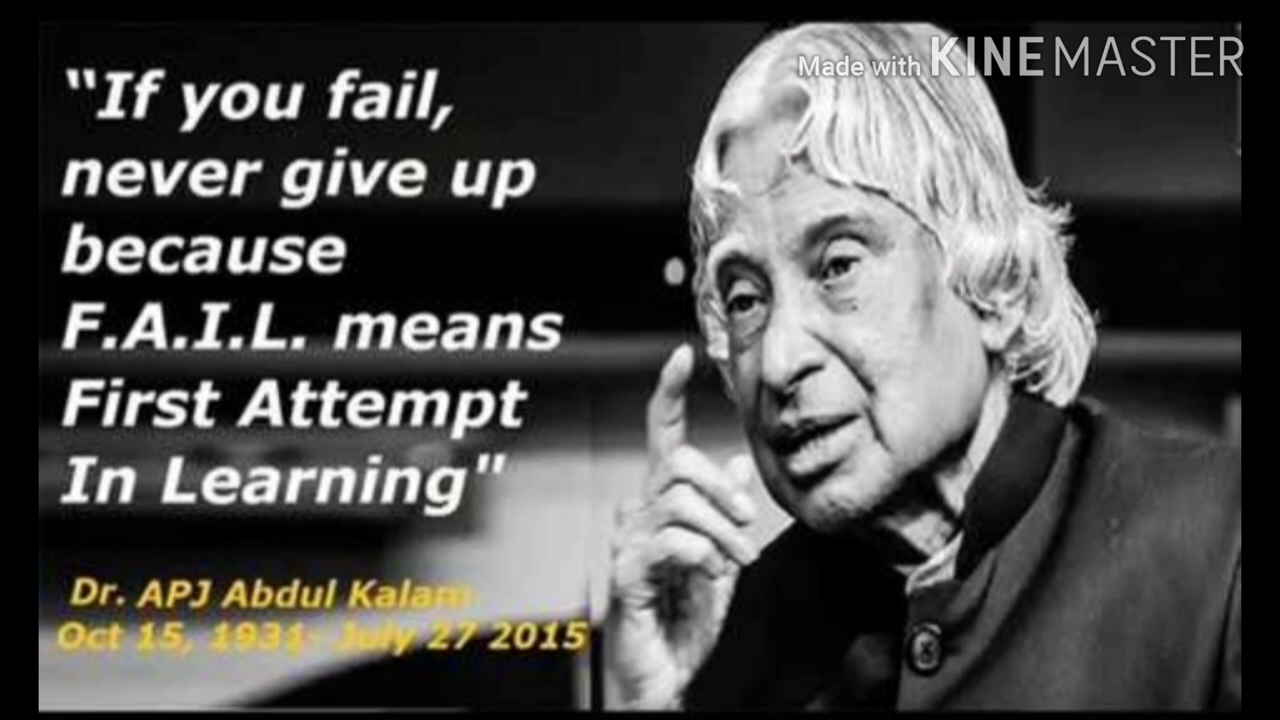 Made with KINEMASTER
“If you fail,
never give up
because
F.A.I.L. means
First Attempt
In Learning"
Dr. APJ Abdul Kalam
Oct 15, 1931- July 27 2015